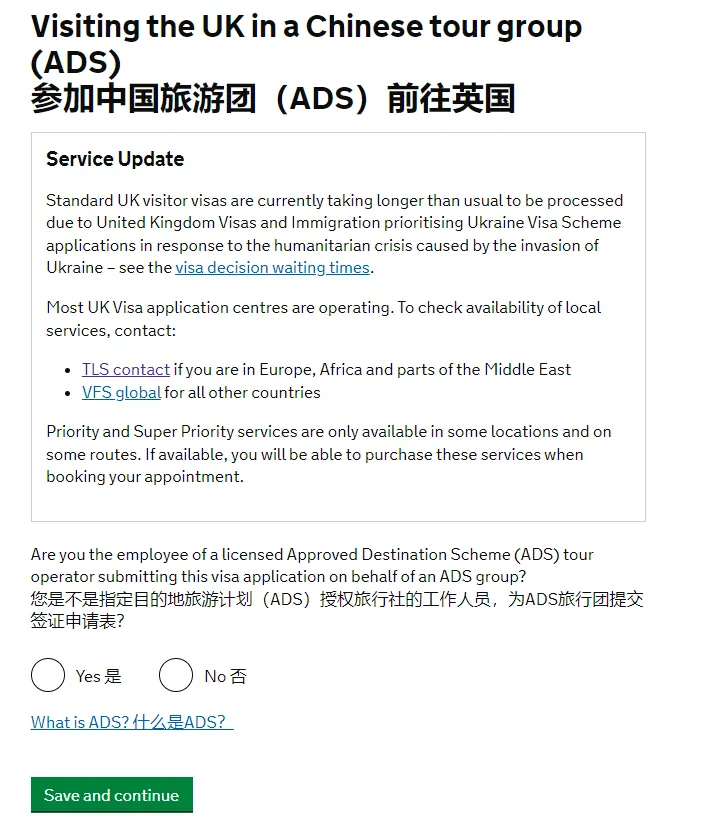 Visiting the UK in a Chinese tour group
(ADS)
参加中国旅游团（ADS）前往英国
Service Update
Standard UK visitor visas are currently taking longer than usual to be processed
due to United Kingdom Visas and Immigration prioritising Ukraine Visa Scheme
applications in response to the humanitarian crisis caused by the invasion of
Ukraine – see the visa decision waiting times.
Most UK Visa application centres are operating. To check availability of local
services, contact:
• TLS contact if you are in Europe, Africa and parts of the Middle East
• VFS global for all other countries
Priority and Super Priority services are only available in some locations and on
some routes. If available, you will be able to purchase these services when
booking your appointment.
Are you the employee of a licensed Approved Destination Scheme (ADS) tour
operator submitting this visa application on behalf of an ADS group?
您是不是指定目的地旅游计划（ADS）授权旅行社的工作人员，为ADS旅行团提交
签证申请表？
Yes 是 No 否
What is ADS? 什么是ADS？
Save and continue